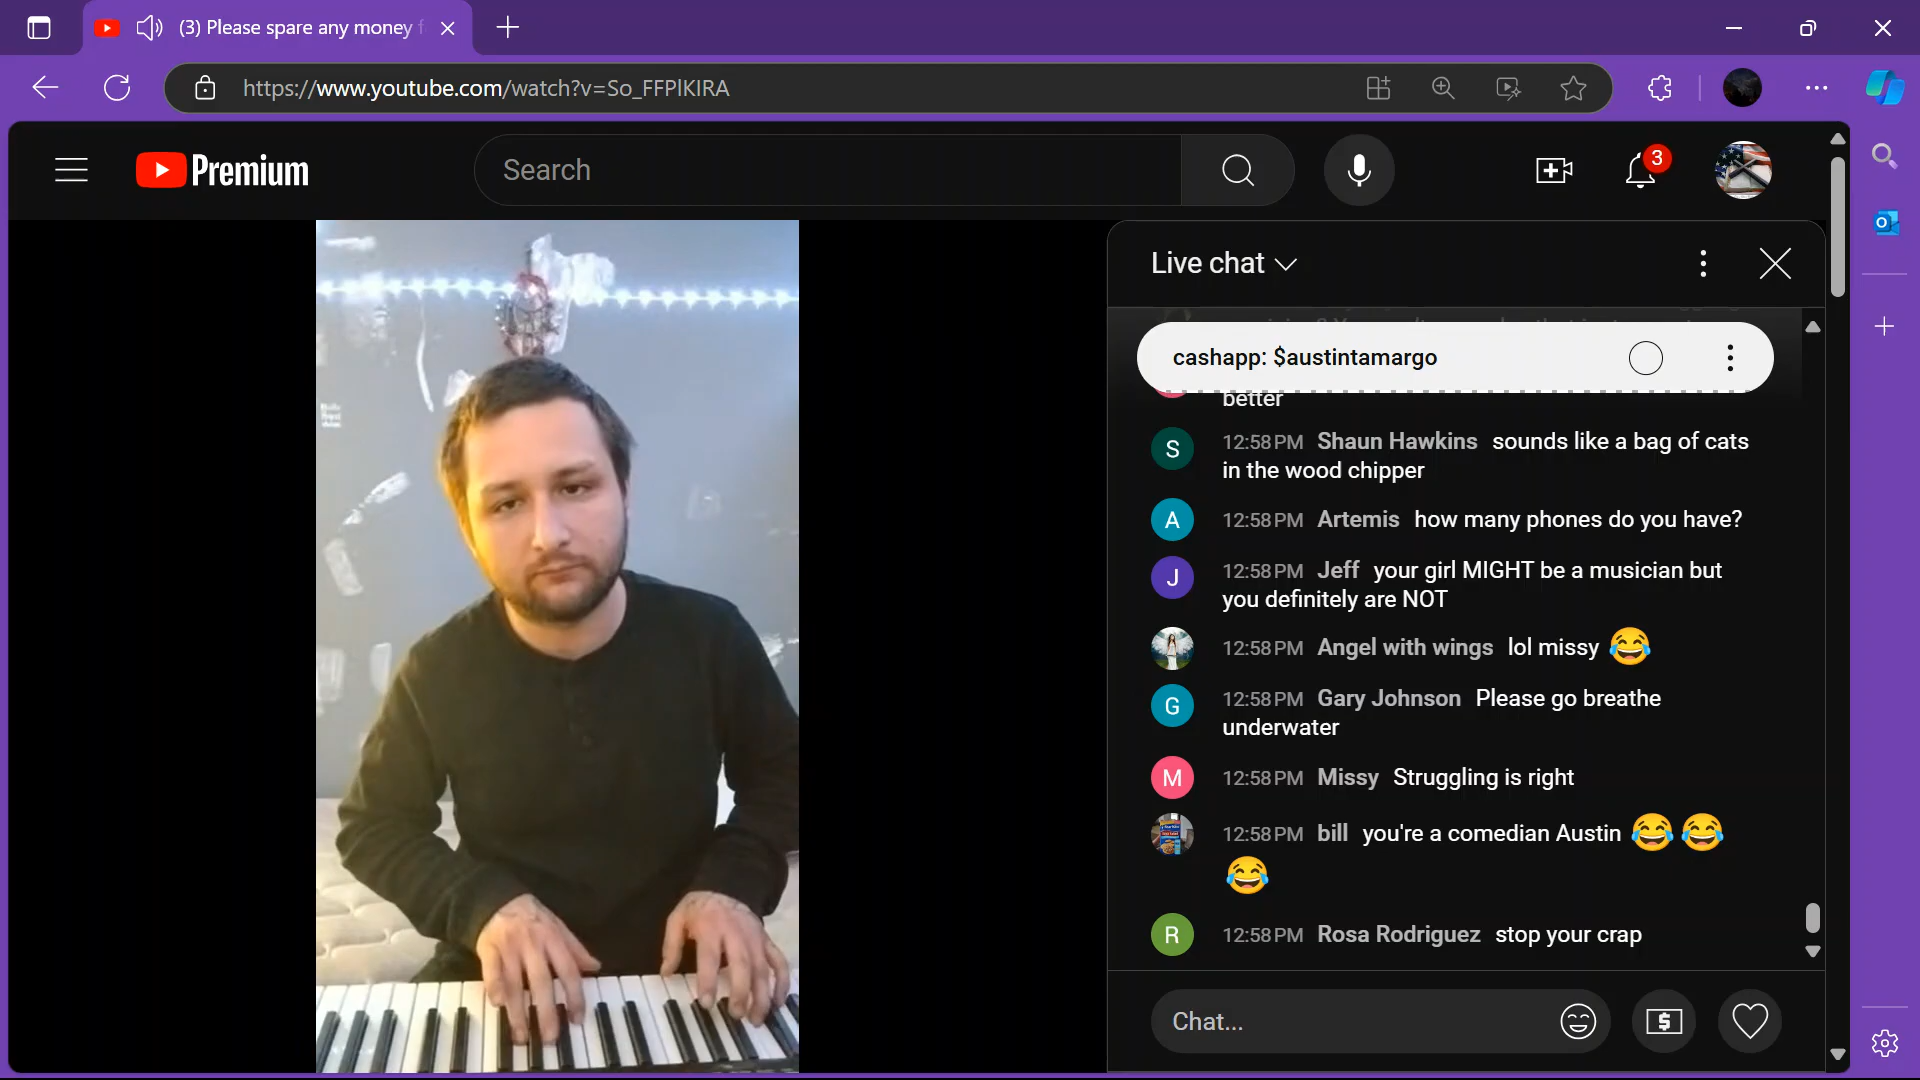 (3) Please spare any money f
https://www.youtube.com/watch?v=So_FFPlKIRA
Premium
Search
3
Live chat
cashapp: $austintamargo
better
12:58 PM Shaun Hawkins sounds like a bag of cats
in the wood chipper
S
12:58 PM Artemis how many phones do you have?
A
12:58 PM Jeff your girl MIGHT be a musician but
you definitely are NOT
J
12:58 PM Angel with wings lol missy 😂
12:58 PM Gary Johnson Please go breathe
underwater
G
12:58 PM Missy Struggling is right
M
12:58 PM bill you're a comedian Austin 😂 😂
😂
12:58 PM Rosa Rodriguez stop your crap
R
Chat...